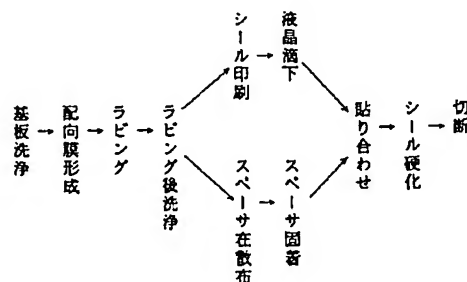 基板洗浄
配向膜形成
ラビング
ラビング後洗浄
シール印刷
液晶滴下
スペーサ在散布
スペーサ固着
貼り合わせ
シール硬化
切断